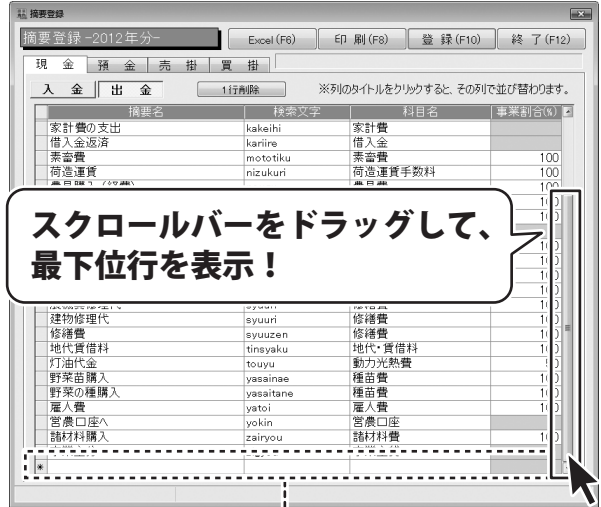 摘要登録
摘要登録 -2012年分- Excel(F6) 印 刷(F8) 登 録(F10) 終 了(F12)
現 金 預 金 売 掛 買 掛
入 金 出 金 1行削除 ※列のタイトルをクリックすると、その列で並び替わります。
摘要名 検索文字 科目名 事業割合(%)
家計費の支出 kakeihi 家計費
借入金返済 kariire 借入金
素畜費 mototiku 素畜費 100
荷造運賃 nizukuri 荷造運賃手数料 100
スクロールバーをドラッグして、
最下位行を表示！
建物修理代 syuuri 修繕費
修繕費 syuuzen 修繕費
地代賃借料 tinsyaku 地代・賃借料
灯油代金 touyu 動力光熱費
野菜苗購入 yasainae 種苗費
野菜の種購入 yasaitane 種苗費
雇人費 yatoi 雇人費
営農口座へ yokin 営農口座
諸材料購入 zairyou 諸材料費